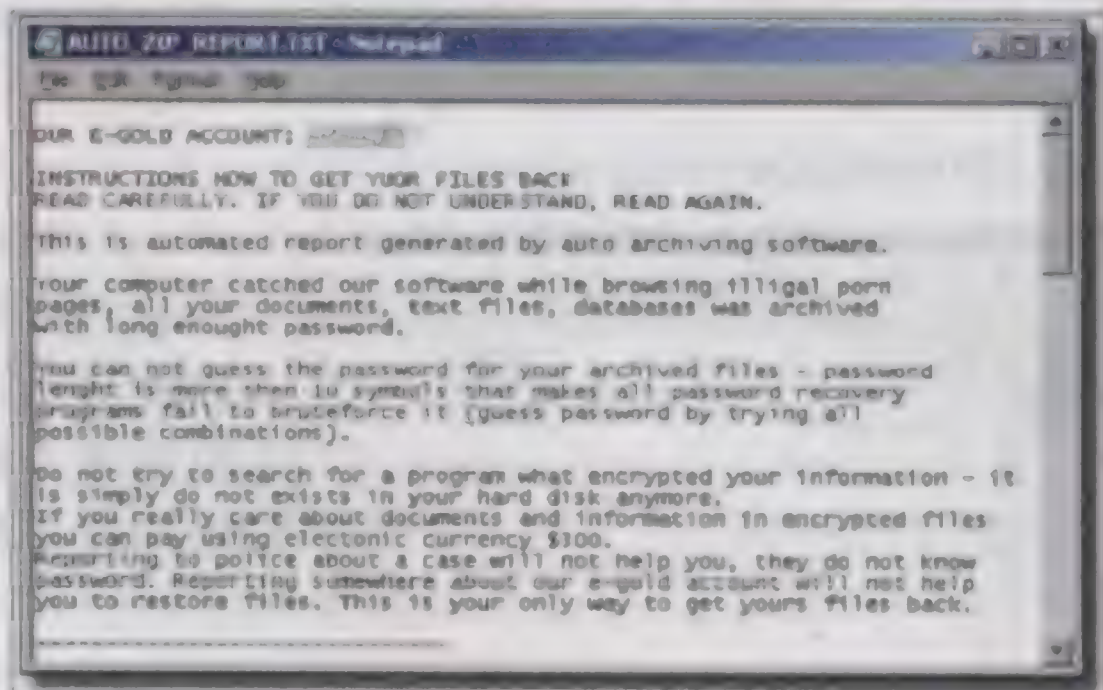 AUTO_ZIP_REPORT.TXT - Notepad
Format Help
OUR E-GOLD ACCOUNT:
INSTRUCTIONS HOW TO GET YUOR FILES BACK
READ CAREFULLY. IF YOU DO NOT UNDERSTAND, READ AGAIN.
This is automated report generated by auto archiving software.
Your computer catched our software while browsing illigal porn
pages, all your documents, text files, databases was archived
with long enought password.
You can not guess the password for your archived files - password
lenght is more then 10 symbols that makes all password recovery
programs fail to bruteforce it (guess password by trying all
possible combinations).
Do not try to search for a program what encrypted your information - it
is simply do not exists in your hard disk anymore.
If you really care about documents and information in encrypted files
you can pay using electonic currency $300.
Reporting to police about a case will not help you, they do not know
password. Reporting somewhere about our e-gold account will not help
you to restore files. This is your only way to get yours files back.